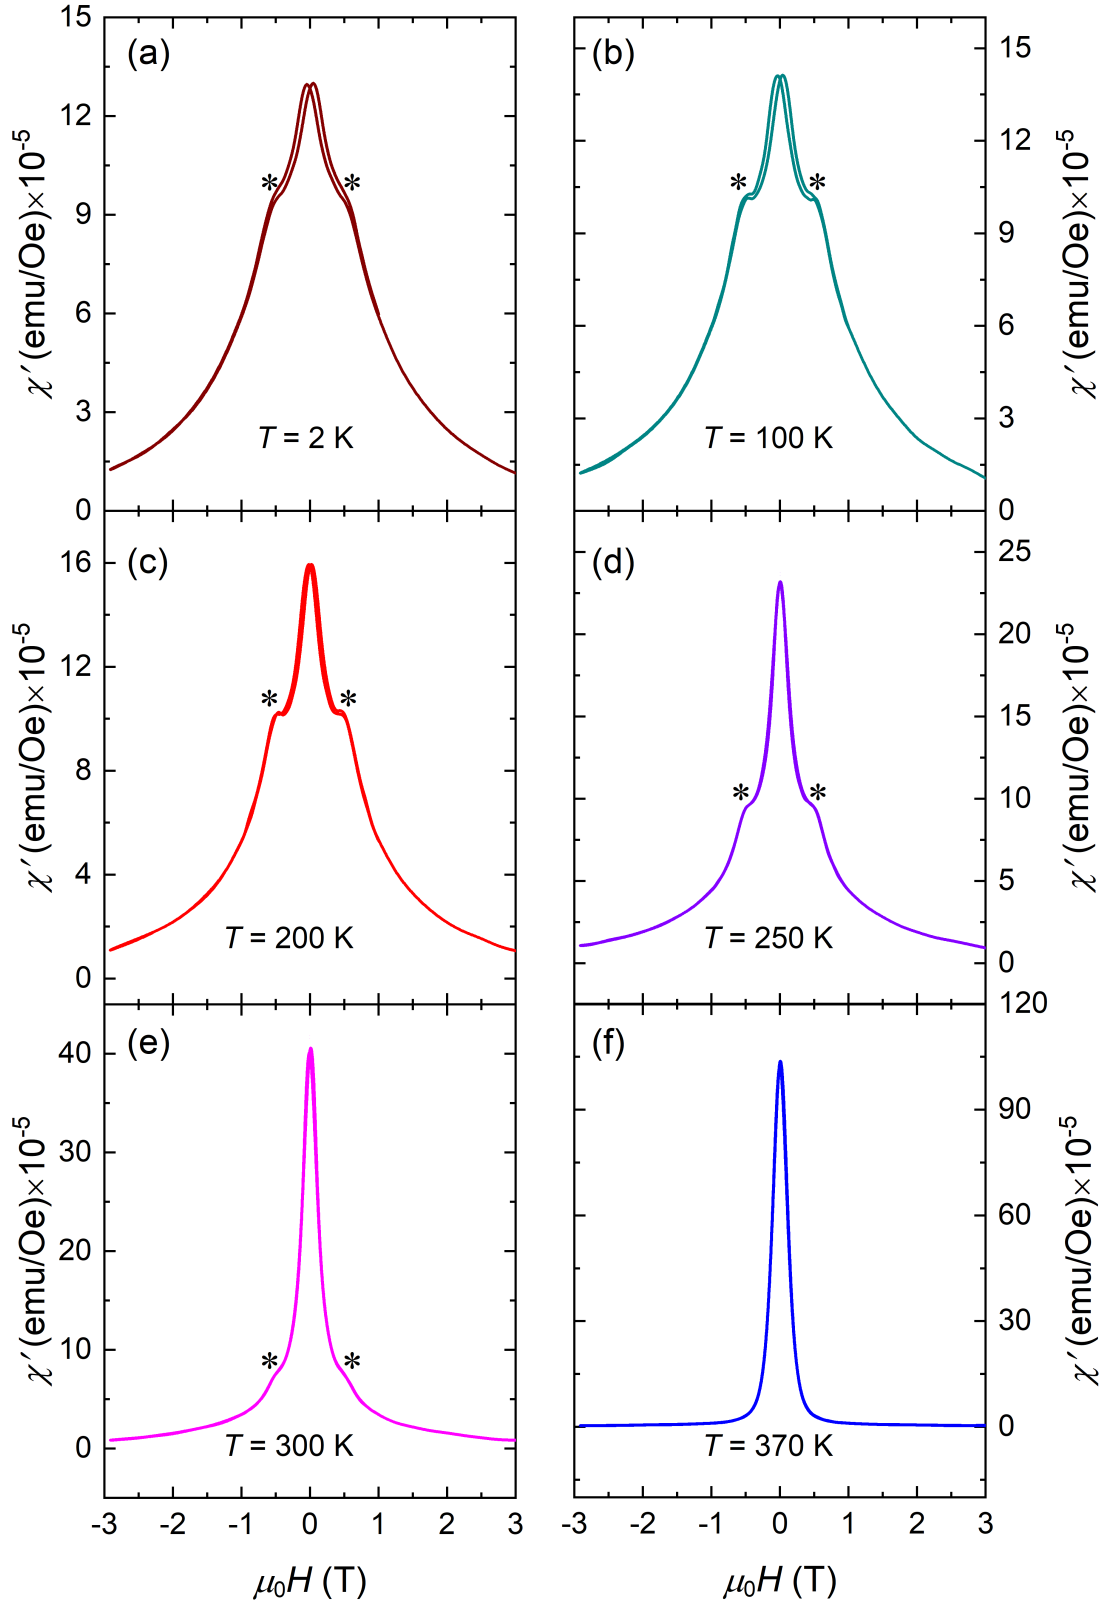 (a)
15
12
9
6
3
0
χ′(emu/Oe)×10⁻⁵
*
*
T = 2 K
(b)
15
12
9
6
3
0
χ′(emu/Oe)×10⁻⁵
*
*
T = 100 K
(c)
16
12
8
4
0
χ′(emu/Oe)×10⁻⁵
*
*
T = 200 K
(d)
25
20
15
10
5
0
χ′(emu/Oe)×10⁻⁵
*
*
T = 250 K
(e)
40
30
20
10
0
χ′(emu/Oe)×10⁻⁵
*
*
T = 300 K
-3 -2 -1 0 1 2 3
μ₀H (T)
(f)
120
90
60
30
0
χ′(emu/Oe)×10⁻⁵
T = 370 K
-3 -2 -1 0 1 2 3
μ₀H (T)